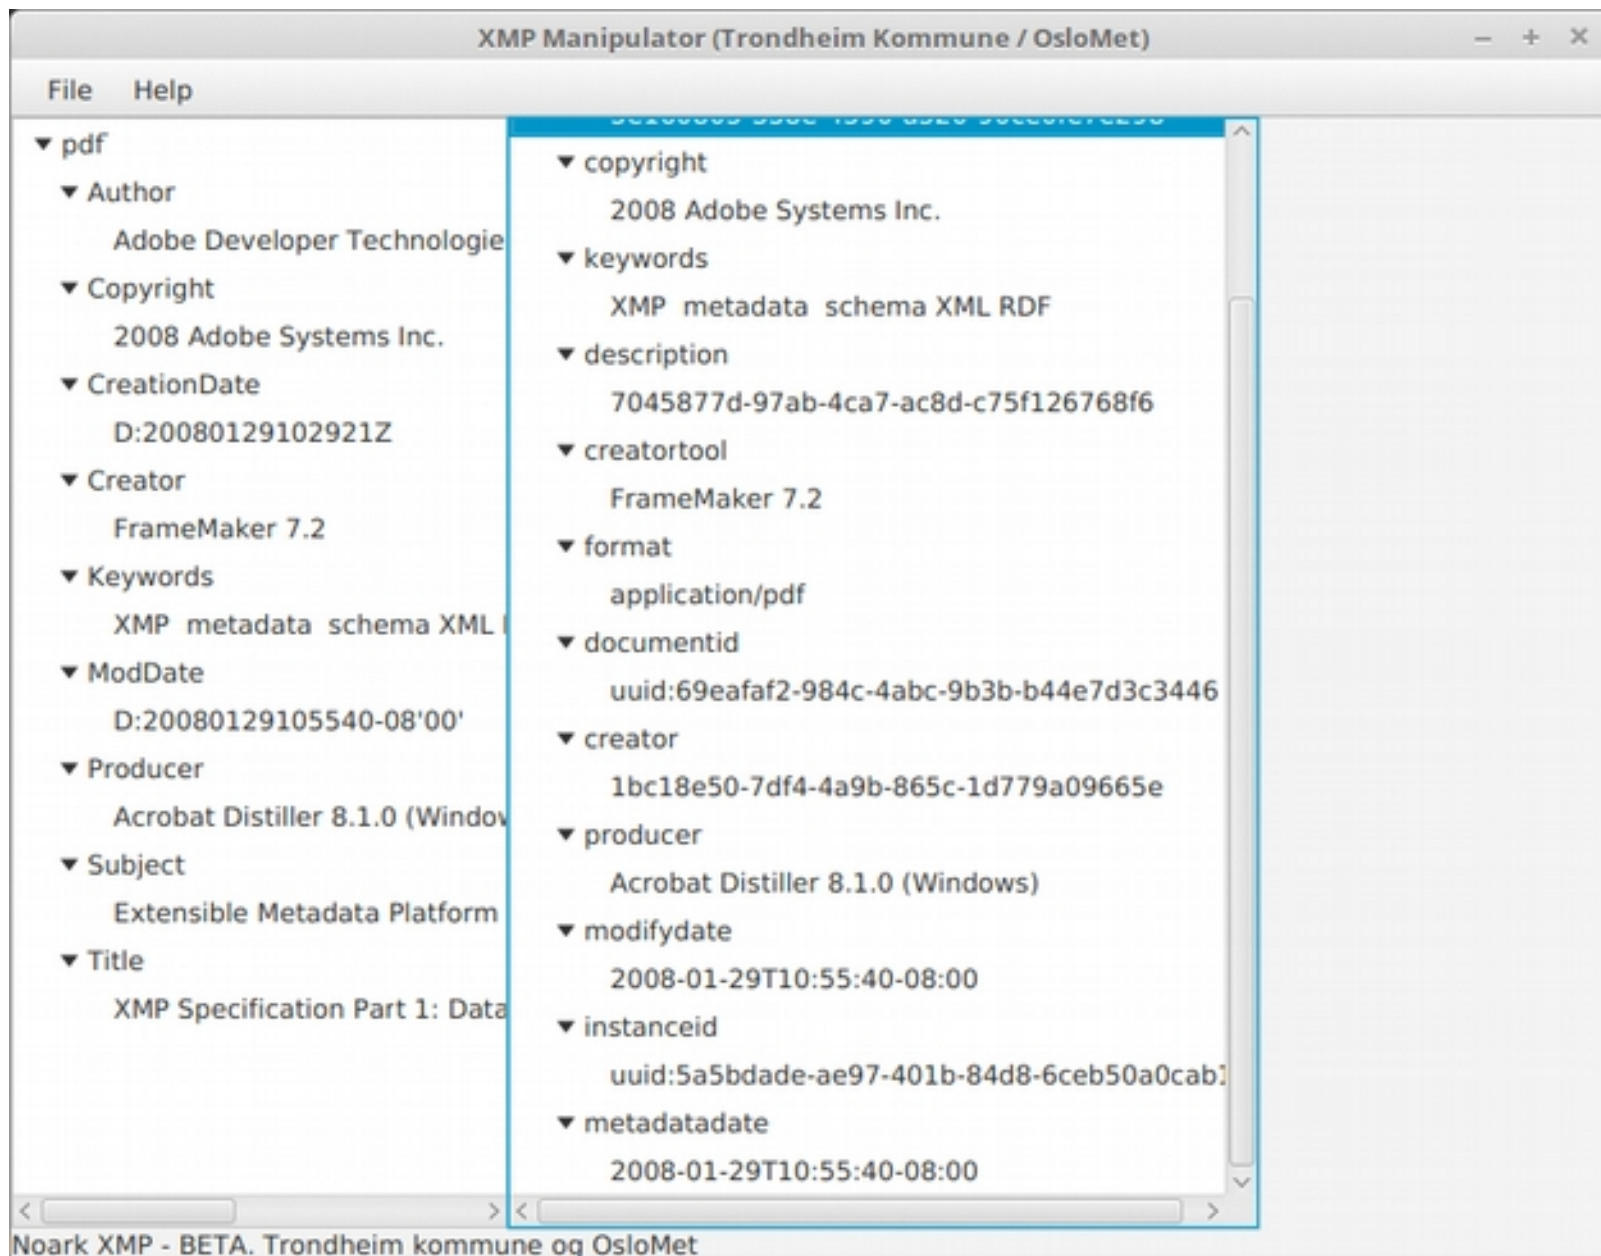 XMP Manipulator (Trondheim Kommune / OsloMet)
File Help
pdf
Author
Adobe Developer Technologie
Copyright
2008 Adobe Systems Inc.
CreationDate
D:20080129102921Z
Creator
FrameMaker 7.2
Keywords
XMP  metadata  schema XML
ModDate
D:20080129105540-08'00'
Producer
Acrobat Distiller 8.1.0 (Window
Subject
Extensible Metadata Platform
Title
XMP Specification Part 1: Data
copyright
2008 Adobe Systems Inc.
keywords
XMP  metadata  schema XML RDF
description
7045877d-97ab-4ca7-ac8d-c75f126768f6
creatortool
FrameMaker 7.2
format
application/pdf
documentid
uuid:69eafaf2-984c-4abc-9b3b-b44e7d3c3446
creator
1bc18e50-7df4-4a9b-865c-1d779a09665e
producer
Acrobat Distiller 8.1.0 (Windows)
modifydate
2008-01-29T10:55:40-08:00
instanceid
uuid:5a5bdade-ae97-401b-84d8-6ceb50a0cab1
metadatadate
2008-01-29T10:55:40-08:00
Noark XMP - BETA. Trondheim kommune og OsloMet